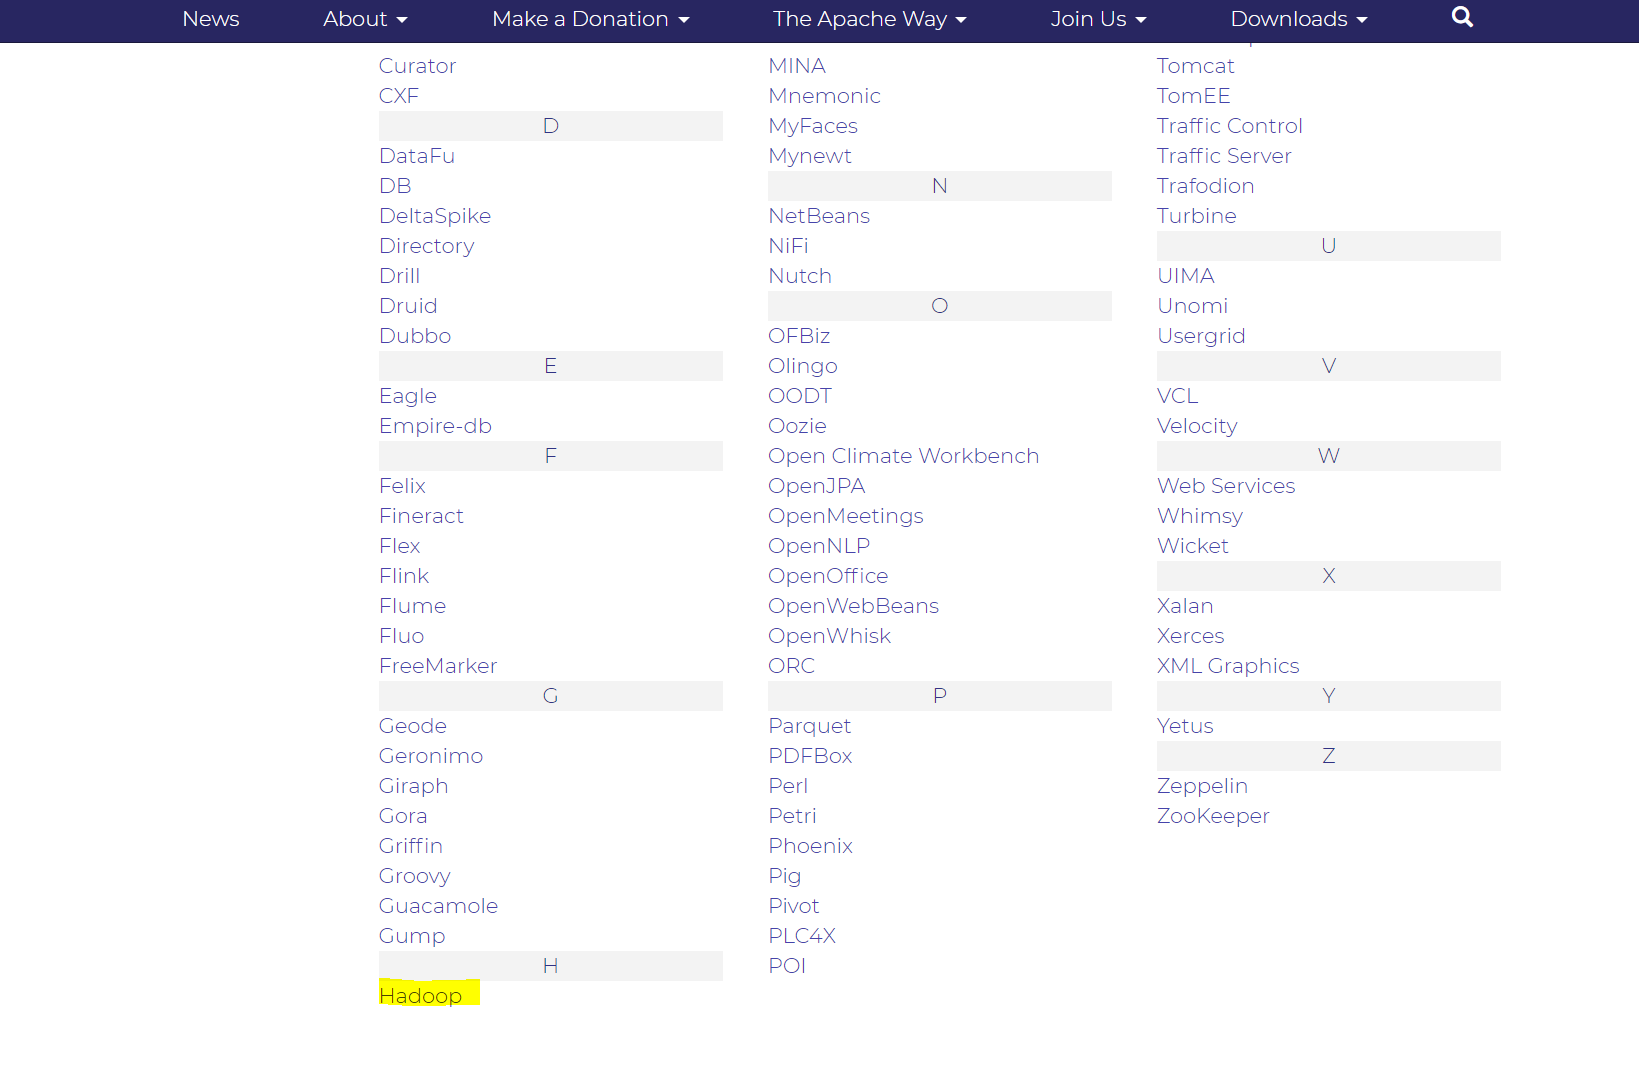 News About Make a Donation The Apache Way Join Us Downloads
Curator
CXF
D
DataFu
DB
DeltaSpike
Directory
Drill
Druid
Dubbo
E
Eagle
Empire-db
F
Felix
Fineract
Flex
Flink
Flume
Fluo
FreeMarker
G
Geode
Geronimo
Giraph
Gora
Griffin
Groovy
Guacamole
Gump
H
Hadoop
MINA
Mnemonic
MyFaces
Mynewt
N
NetBeans
NiFi
Nutch
O
OFBiz
Olingo
OODT
Oozie
Open Climate Workbench
OpenJPA
OpenMeetings
OpenNLP
OpenOffice
OpenWebBeans
OpenWhisk
ORC
P
Parquet
PDFBox
Perl
Petri
Phoenix
Pig
Pivot
PLC4X
POI
Tomcat
TomEE
Traffic Control
Traffic Server
Trafodion
Turbine
U
UIMA
Unomi
Usergrid
V
VCL
Velocity
W
Web Services
Whimsy
Wicket
X
Xalan
Xerces
XML Graphics
Y
Yetus
Z
Zeppelin
ZooKeeper